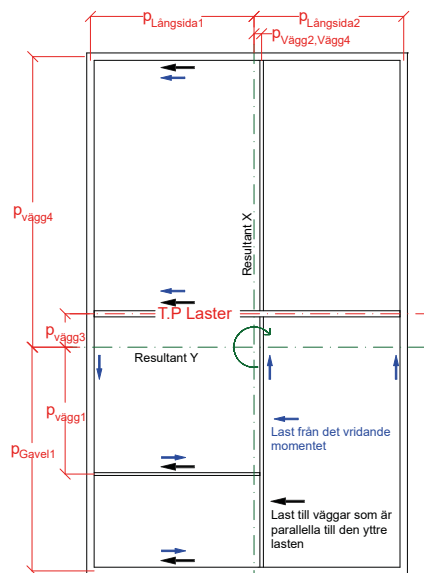 pLångsida1
pLångsida2
pVägg2,Vägg4
pvägg4
Resultant X
T.P Laster
pvägg3
Resultant Y
pvägg1
pGavel1
Last från det vridande
momentet
Last till väggar som är
parallella till den yttre
lasten